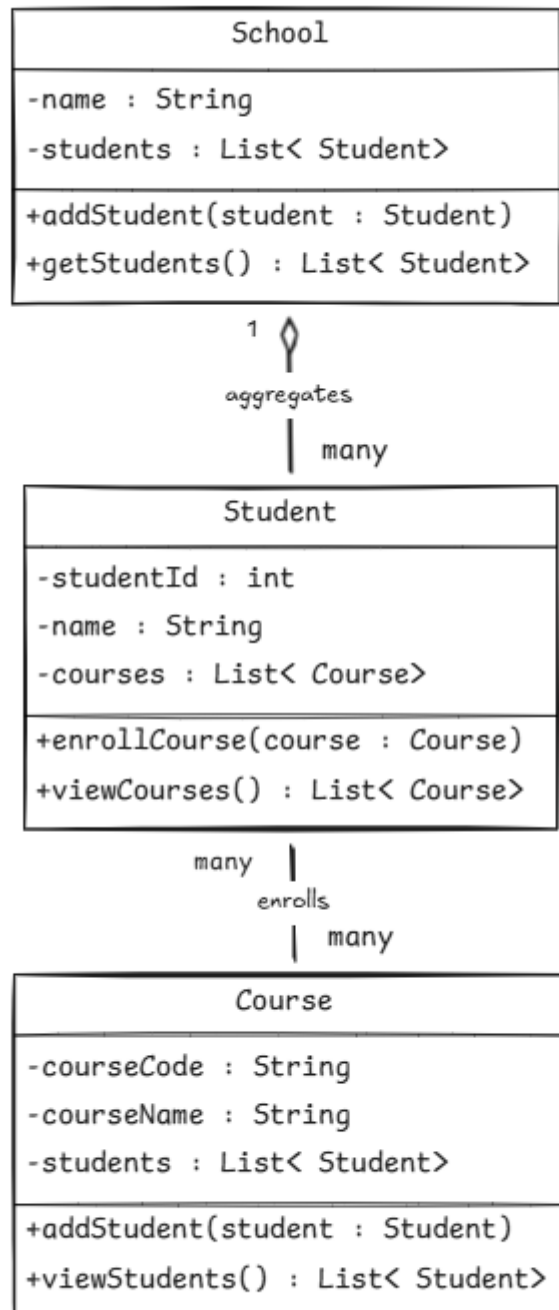 School
-name : String
-students : List< Student>
+addStudent(student : Student)
+getStudents() : List< Student>
1
aggregates
many
Student
-studentId : int
-name : String
-courses : List< Course>
+enrollCourse(course : Course)
+viewCourses() : List< Course>
many
enrolls
many
Course
-courseCode : String
-courseName : String
-students : List< Student>
+addStudent(student : Student)
+viewStudents() : List< Student>